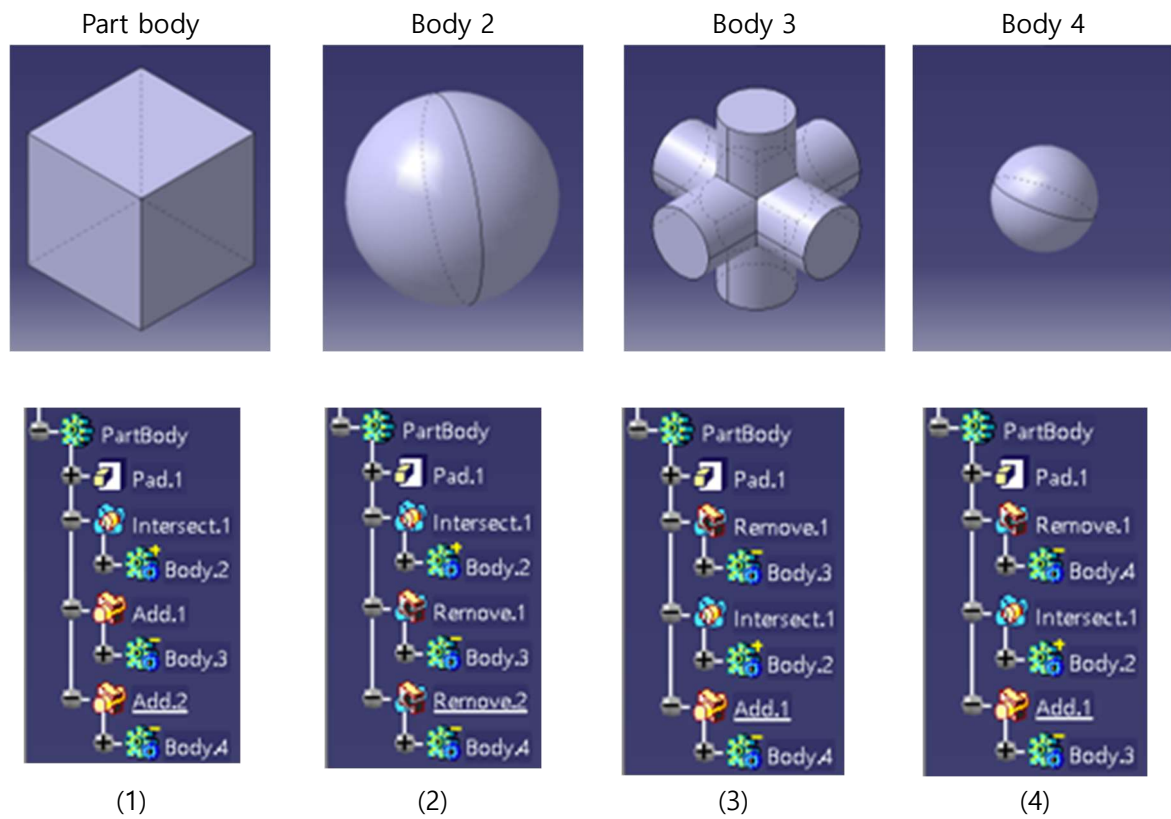 Part body
Body 2
Body 3
Body 4
PartBody
Pad.1
Intersect.1
Body.2
Add.1
Body.3
Add.2
Body.4
(1)
PartBody
Pad.1
Intersect.1
Body.2
Remove.1
Body.3
Remove.2
Body.4
(2)
PartBody
Pad.1
Remove.1
Body.3
Intersect.1
Body.2
Add.1
Body.4
(3)
PartBody
Pad.1
Remove.1
Body.4
Intersect.1
Body.2
Add.1
Body.3
(4)